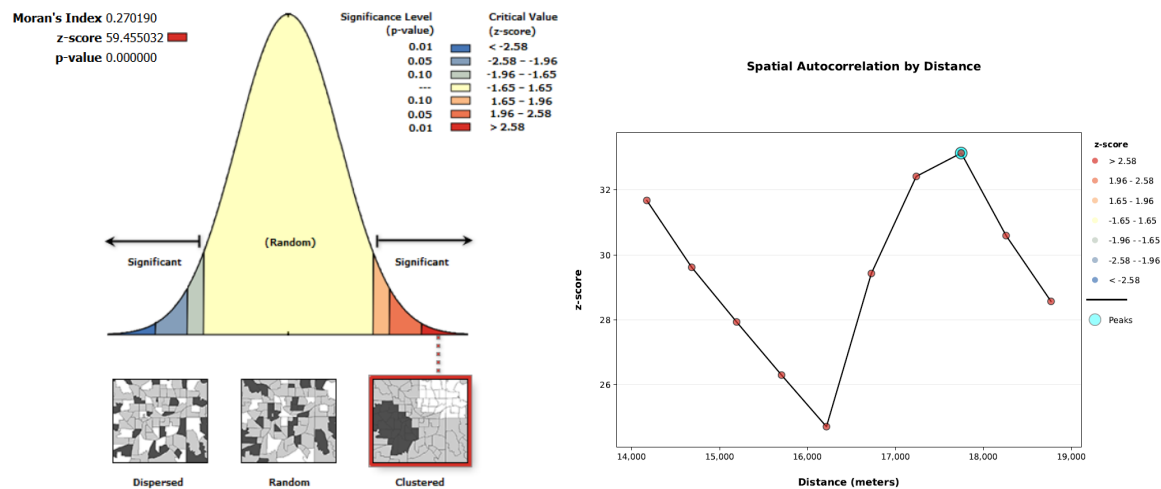 Moran's Index 0.270190
z-score 59.455032
p-value 0.000000
Significance Level
(p-value)
Critical Value
(z-score)
0.01 < -2.58
0.05 -2.58 – -1.96
0.10 -1.96 – -1.65
--- -1.65 – 1.65
0.10 1.65 – 1.96
0.05 1.96 – 2.58
0.01 > 2.58
(Random)
Significant
Significant
Dispersed
Random
Clustered
Spatial Autocorrelation by Distance
z-score
32
30
28
26
14,000
15,000
16,000
17,000
18,000
19,000
Distance (meters)
z-score
> 2.58
1.96 - 2.58
1.65 - 1.96
-1.65 - 1.65
-1.96 - -1.65
-2.58 - -1.96
< -2.58
Peaks